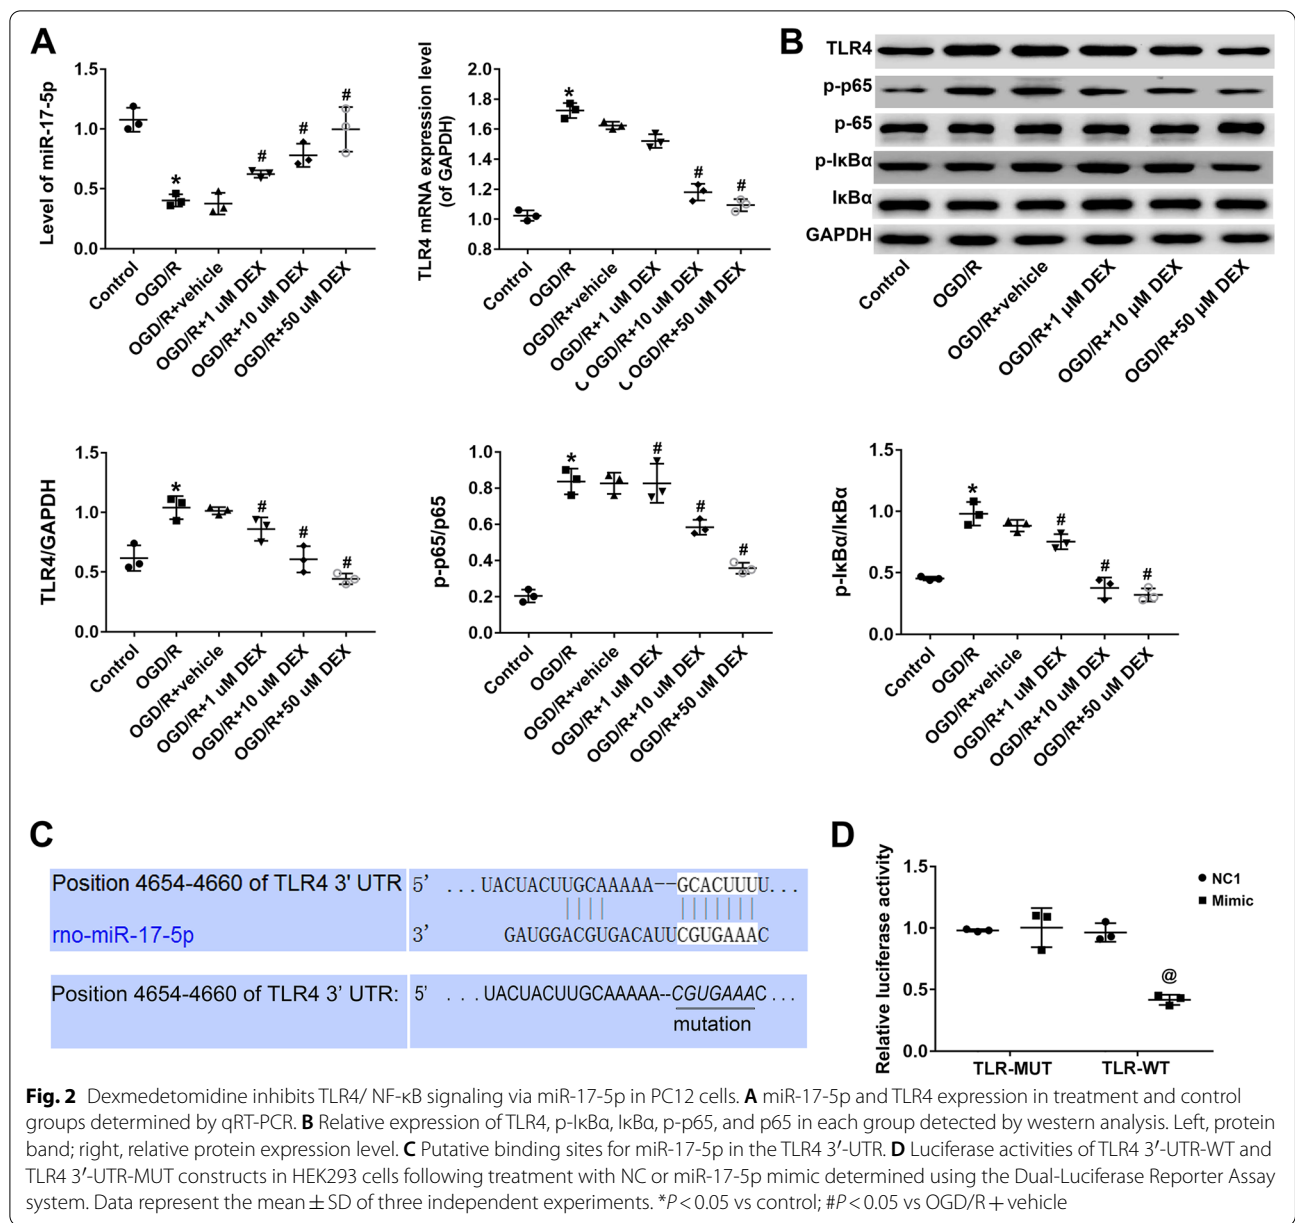 A
Level of miR-17-5p
1.5
1.0
0.5
0.0
*
#
#
#
Control
OGD/R
OGD/R+vehicle
OGD/R+1 uM DEX
OGD/R+10 uM DEX
OGD/R+50 uM DEX
TLR4 mRNA expression level
(of GAPDH)
2.0
1.8
1.6
1.4
1.2
1.0
0.8
*
#
#
Control
OGD/R
OGD/R+vehicle
OGD/R+1 uM DEX
OGD/R+10 uM DEX
OGD/R+50 uM DEX
B
TLR4
p-p65
p-65
p-IκBα
IκBα
GAPDH
Control
OGD/R
OGD/R+vehicle
OGD/R+1 μM DEX
OGD/R+10 μM DEX
OGD/R+50 μM DEX
TLR4/GAPDH
1.5
1.0
0.5
0.0
*
#
#
#
Control
OGD/R
OGD/R+vehicle
OGD/R+1 uM DEX
OGD/R+10 uM DEX
OGD/R+50 uM DEX
p-p65/p65
1.0
0.8
0.6
0.4
0.2
0.0
*
#
#
#
Control
OGD/R
OGD/R+vehicle
OGD/R+1 uM DEX
OGD/R+10 uM DEX
OGD/R+50 uM DEX
p-IκBα/IκBα
1.5
1.0
0.5
0.0
*
#
#
#
Control
OGD/R
OGD/R+vehicle
OGD/R+1 uM DEX
OGD/R+10 uM DEX
OGD/R+50 uM DEX
C
Position 4654-4660 of TLR4 3' UTR 5' ...UACUACUUGCAAAAA--GCACUUUU...
rno-miR-17-5p 3' GAUGGACGUGACAUUCGUGAAAC
Position 4654-4660 of TLR4 3' UTR: 5' ...UACUACUUGCAAAAA--CGUGAAAC...
mutation
D
Relative luciferase activity
1.5
1.0
0.5
0.0
@
TLR-MUT
TLR-WT
NC1
Mimic
Fig. 2 Dexmedetomidine inhibits TLR4/ NF-κB signaling via miR-17-5p in PC12 cells. A miR-17-5p and TLR4 expression in treatment and control
groups determined by qRT-PCR. B Relative expression of TLR4, p-IκBα, IκBα, p-p65, and p65 in each group detected by western analysis. Left, protein
band; right, relative protein expression level. C Putative binding sites for miR-17-5p in the TLR4 3′-UTR. D Luciferase activities of TLR4 3′-UTR-WT and
TLR4 3′-UTR-MUT constructs in HEK293 cells following treatment with NC or miR-17-5p mimic determined using the Dual-Luciferase Reporter Assay
system. Data represent the mean ± SD of three independent experiments. *P < 0.05 vs control; #P < 0.05 vs OGD/R + vehicle